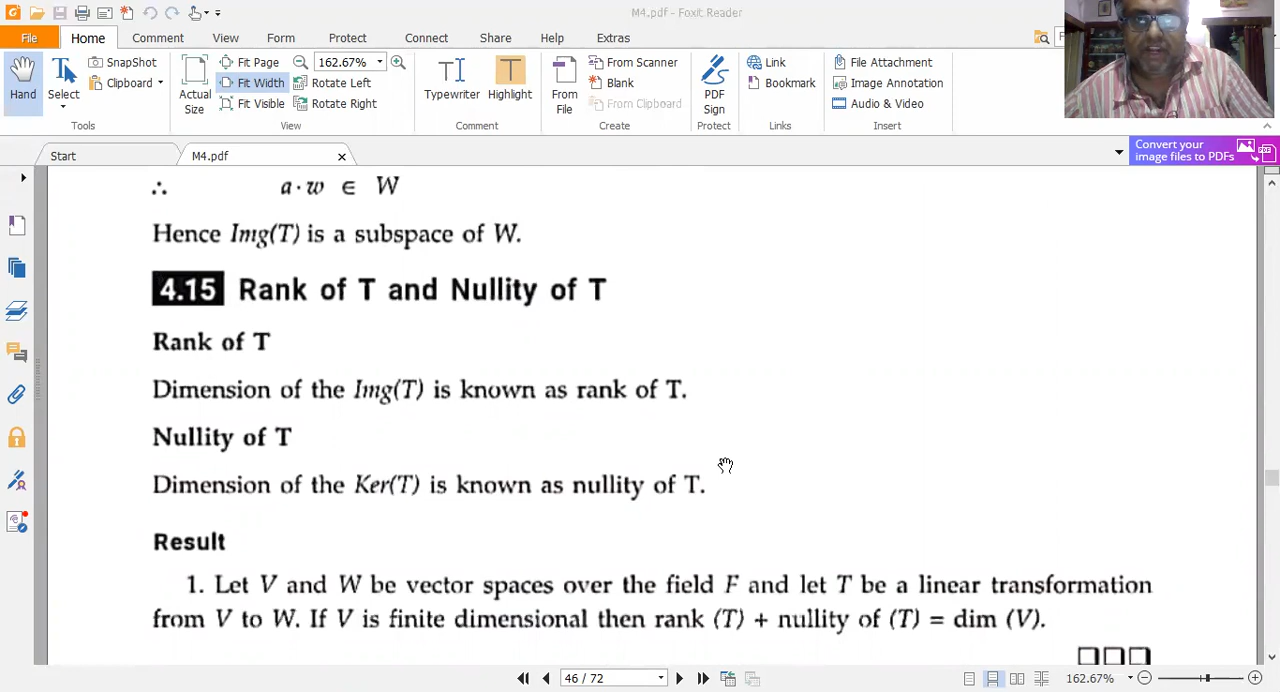 M4.pdf - Foxit Reader
File Home Comment View Form Protect Connect Share Help Extras
Hand Select SnapShot Clipboard Actual Size Fit Page Fit Width Fit Visible 162.67% Rotate Left Rotate Right Typewriter Highlight From File From Scanner Blank From Clipboard PDF Sign Link Bookmark File Attachment Image Annotation Audio & Video
Tools View Comment Create Protect Links Insert
Start M4.pdf
Convert your
image files to PDFs
∴ a · w ∈ W
Hence Img(T) is a subspace of W.
4.15 Rank of T and Nullity of T
Rank of T
Dimension of the Img(T) is known as rank of T.
Nullity of T
Dimension of the Ker(T) is known as nullity of T.
Result
1. Let V and W be vector spaces over the field F and let T be a linear transformation
from V to W. If V is finite dimensional then rank (T) + nullity of (T) = dim (V).
46 / 72 162.67%